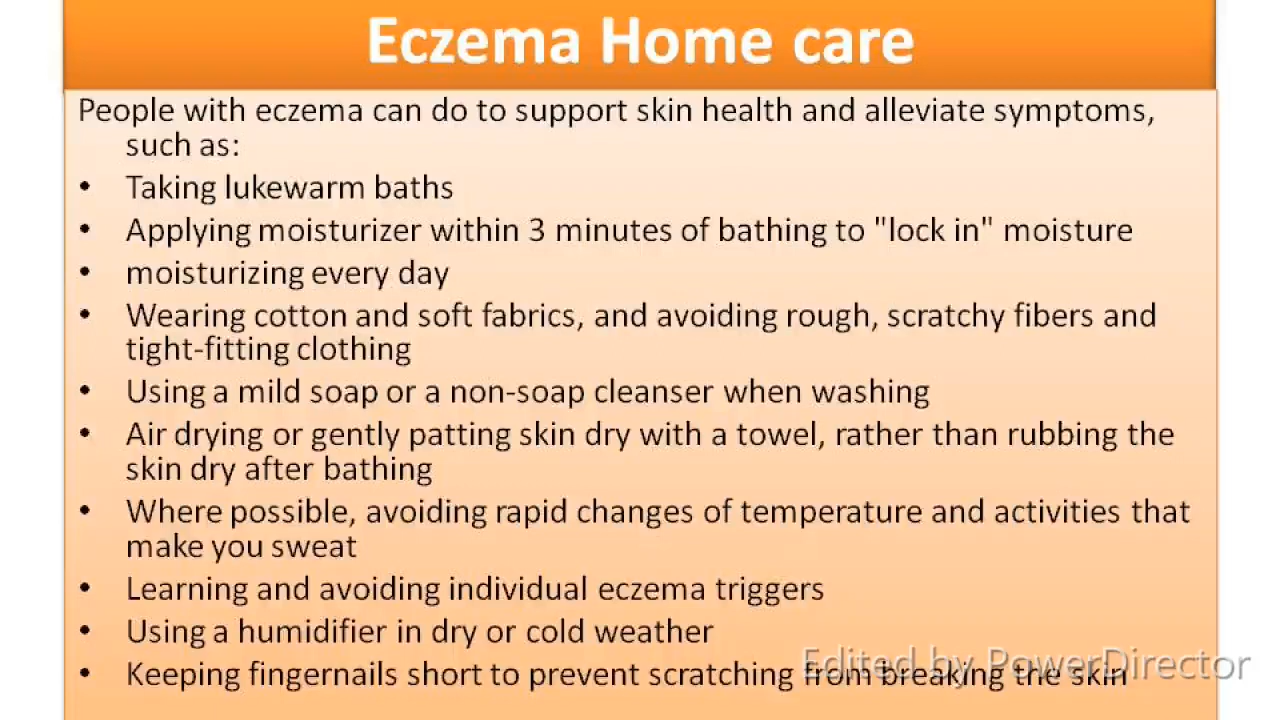 Eczema Home care
People with eczema can do to support skin health and alleviate symptoms,
such as:
• Taking lukewarm baths
• Applying moisturizer within 3 minutes of bathing to "lock in" moisture
• moisturizing every day
• Wearing cotton and soft fabrics, and avoiding rough, scratchy fibers and
tight-fitting clothing
• Using a mild soap or a non-soap cleanser when washing
• Air drying or gently patting skin dry with a towel, rather than rubbing the
skin dry after bathing
• Where possible, avoiding rapid changes of temperature and activities that
make you sweat
• Learning and avoiding individual eczema triggers
• Using a humidifier in dry or cold weather
• Keeping fingernails short to prevent scratching from breaking the skin
Edited by PowerDirector